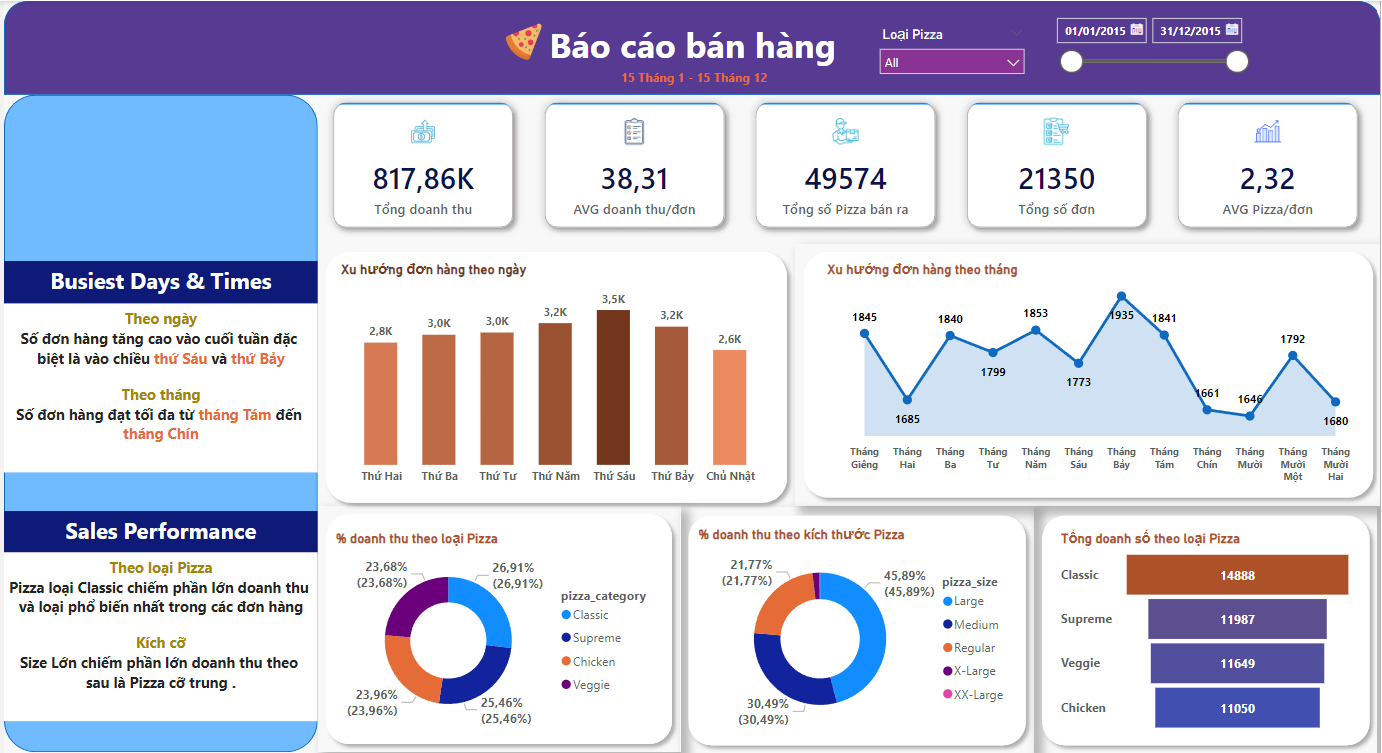 Báo cáo bán hàng
15 Tháng 1 - 15 Tháng 12
Loại Pizza
All
01/01/2015
31/12/2015
817,86K
Tổng doanh thu
38,31
AVG doanh thu/đơn
49574
Tổng số Pizza bán ra
21350
Tổng số đơn
2,32
AVG Pizza/đơn
Busiest Days & Times
Theo ngày
Số đơn hàng tăng cao vào cuối tuần đặc
biệt là vào chiều thứ Sáu và thứ Bảy
Theo tháng
Số đơn hàng đạt tối đa từ tháng Tám đến
tháng Chín
Sales Performance
Theo loại Pizza
Pizza loại Classic chiếm phần lớn doanh thu
và loại phổ biến nhất trong các đơn hàng
Kích cỡ
Size Lớn chiếm phần lớn doanh thu theo
sau là Pizza cỡ trung .
Xu hướng đơn hàng theo ngày
2,8K
3,0K
3,0K
3,2K
3,5K
3,2K
2,6K
Thứ Hai
Thứ Ba
Thứ Tư
Thứ Năm
Thứ Sáu
Thứ Bảy
Chủ Nhật
Xu hướng đơn hàng theo tháng
1845
1685
1840
1799
1853
1773
1935
1841
1661
1646
1792
1680
Tháng Giêng
Tháng Hai
Tháng Ba
Tháng Tư
Tháng Năm
Tháng Sáu
Tháng Bảy
Tháng Tám
Tháng Chín
Tháng Mười
Tháng Mười Một
Tháng Mười Hai
% doanh thu theo loại Pizza
23,68%
(23,68%)
26,91%
(26,91%)
23,96%
(23,96%)
25,46%
(25,46%)
pizza_category
Classic
Supreme
Chicken
Veggie
% doanh thu theo kích thước Pizza
21,77%
(21,77%)
45,89%
(45,89%)
30,49%
(30,49%)
pizza_size
Large
Medium
Regular
X-Large
XX-Large
Tổng doanh số theo loại Pizza
Classic
14888
Supreme
11987
Veggie
11649
Chicken
11050